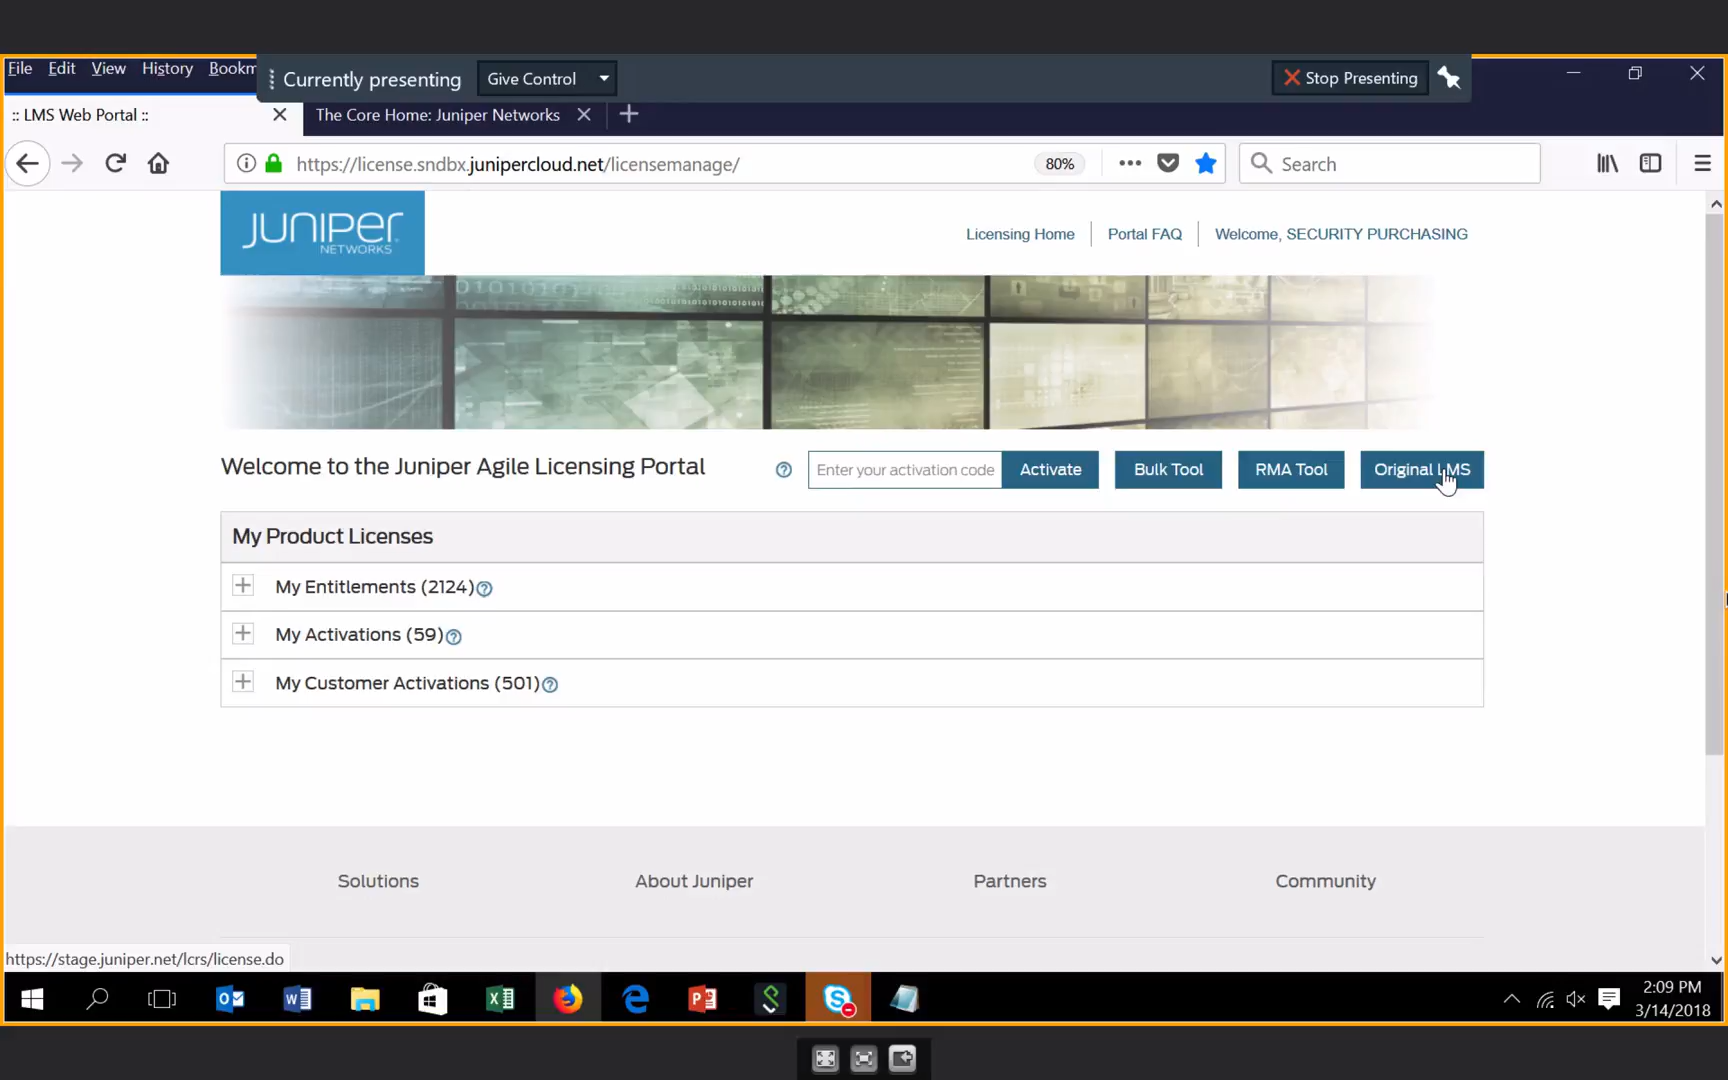 File Edit View History Bookm
Currently presenting Give Control
Stop Presenting
:: LMS Web Portal ::
The Core Home: Juniper Networks
https://license.sndbx.junipercloud.net/licensemanage/
80%
Search
JUNIPER
NETWORKS
Licensing Home
Portal FAQ
Welcome, SECURITY PURCHASING
Welcome to the Juniper Agile Licensing Portal
Enter your activation code
Activate
Bulk Tool
RMA Tool
Original LMS
My Product Licenses
My Entitlements (2124)
My Activations (59)
My Customer Activations (501)
Solutions
About Juniper
Partners
Community
https://stage.juniper.net/lcrs/license.do
2:09 PM
3/14/2018